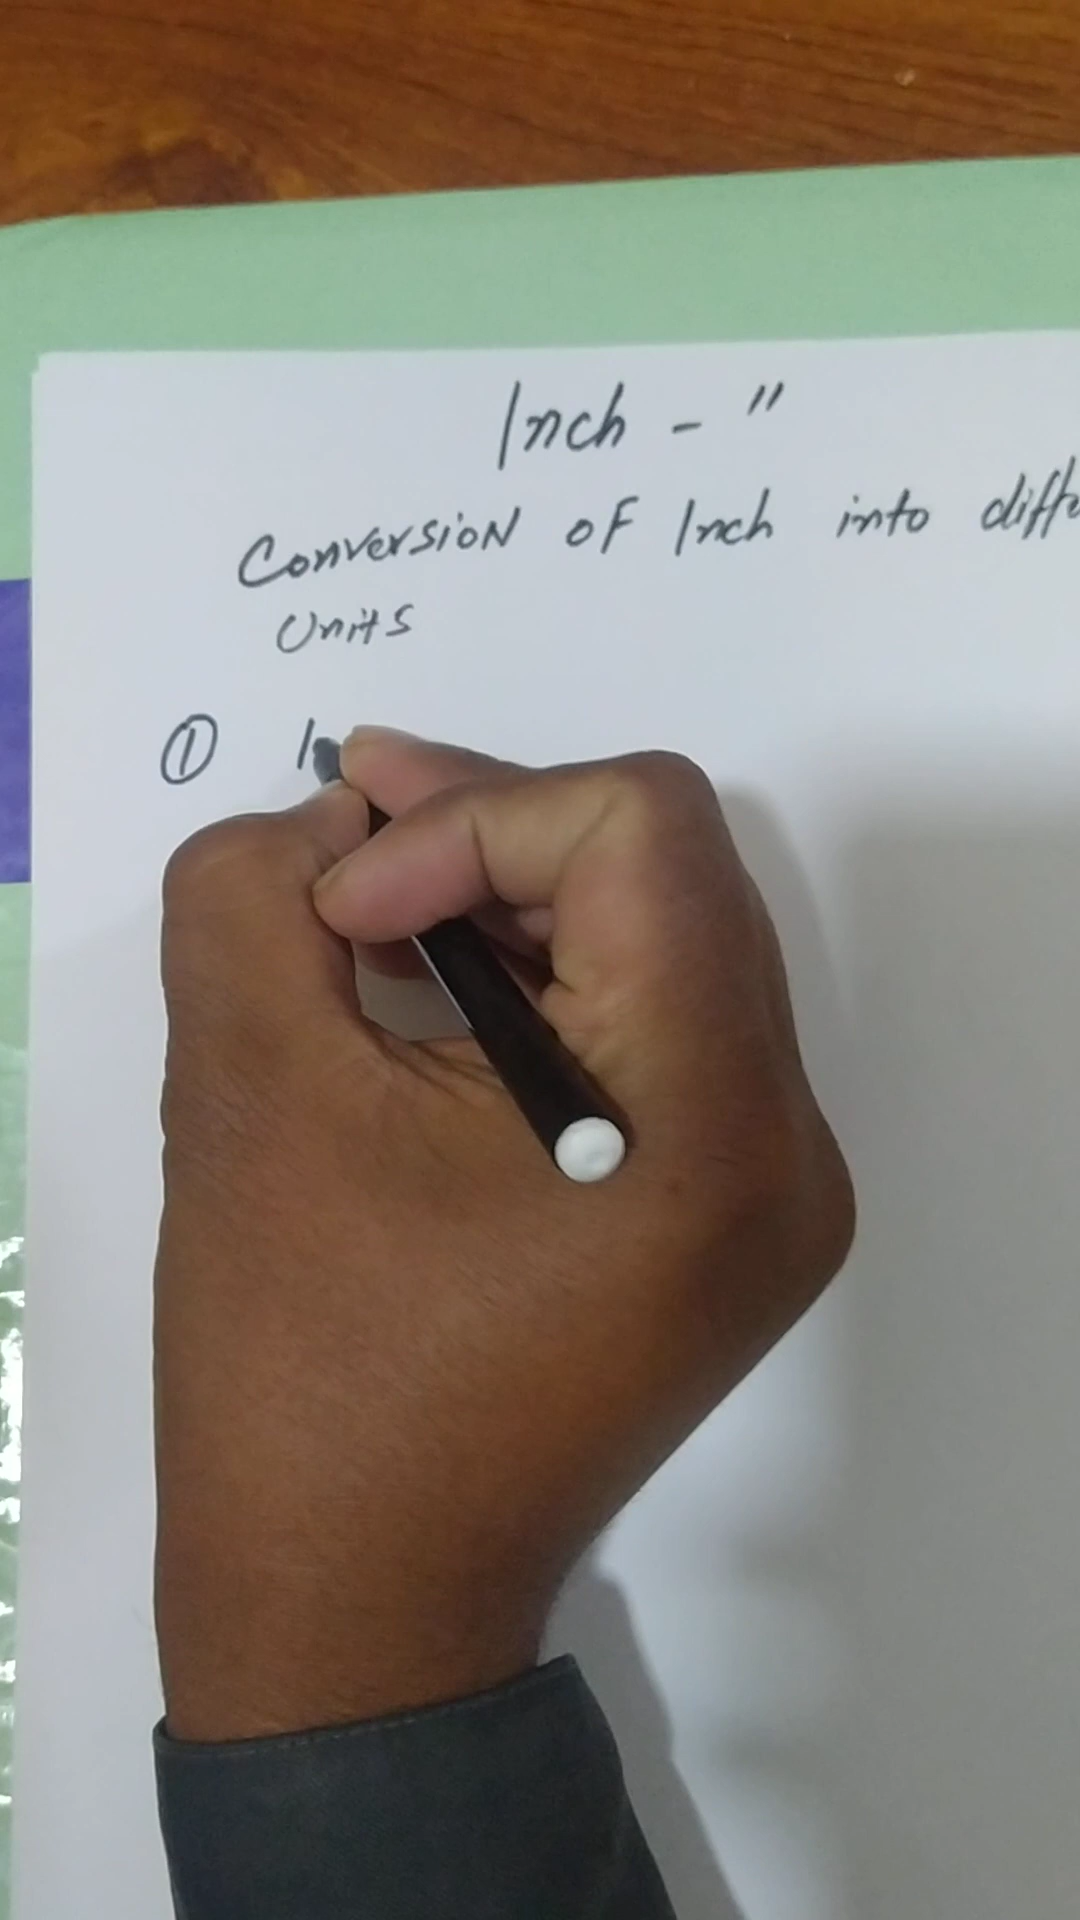 Inch - "
Conversion of Inch into
Units
①